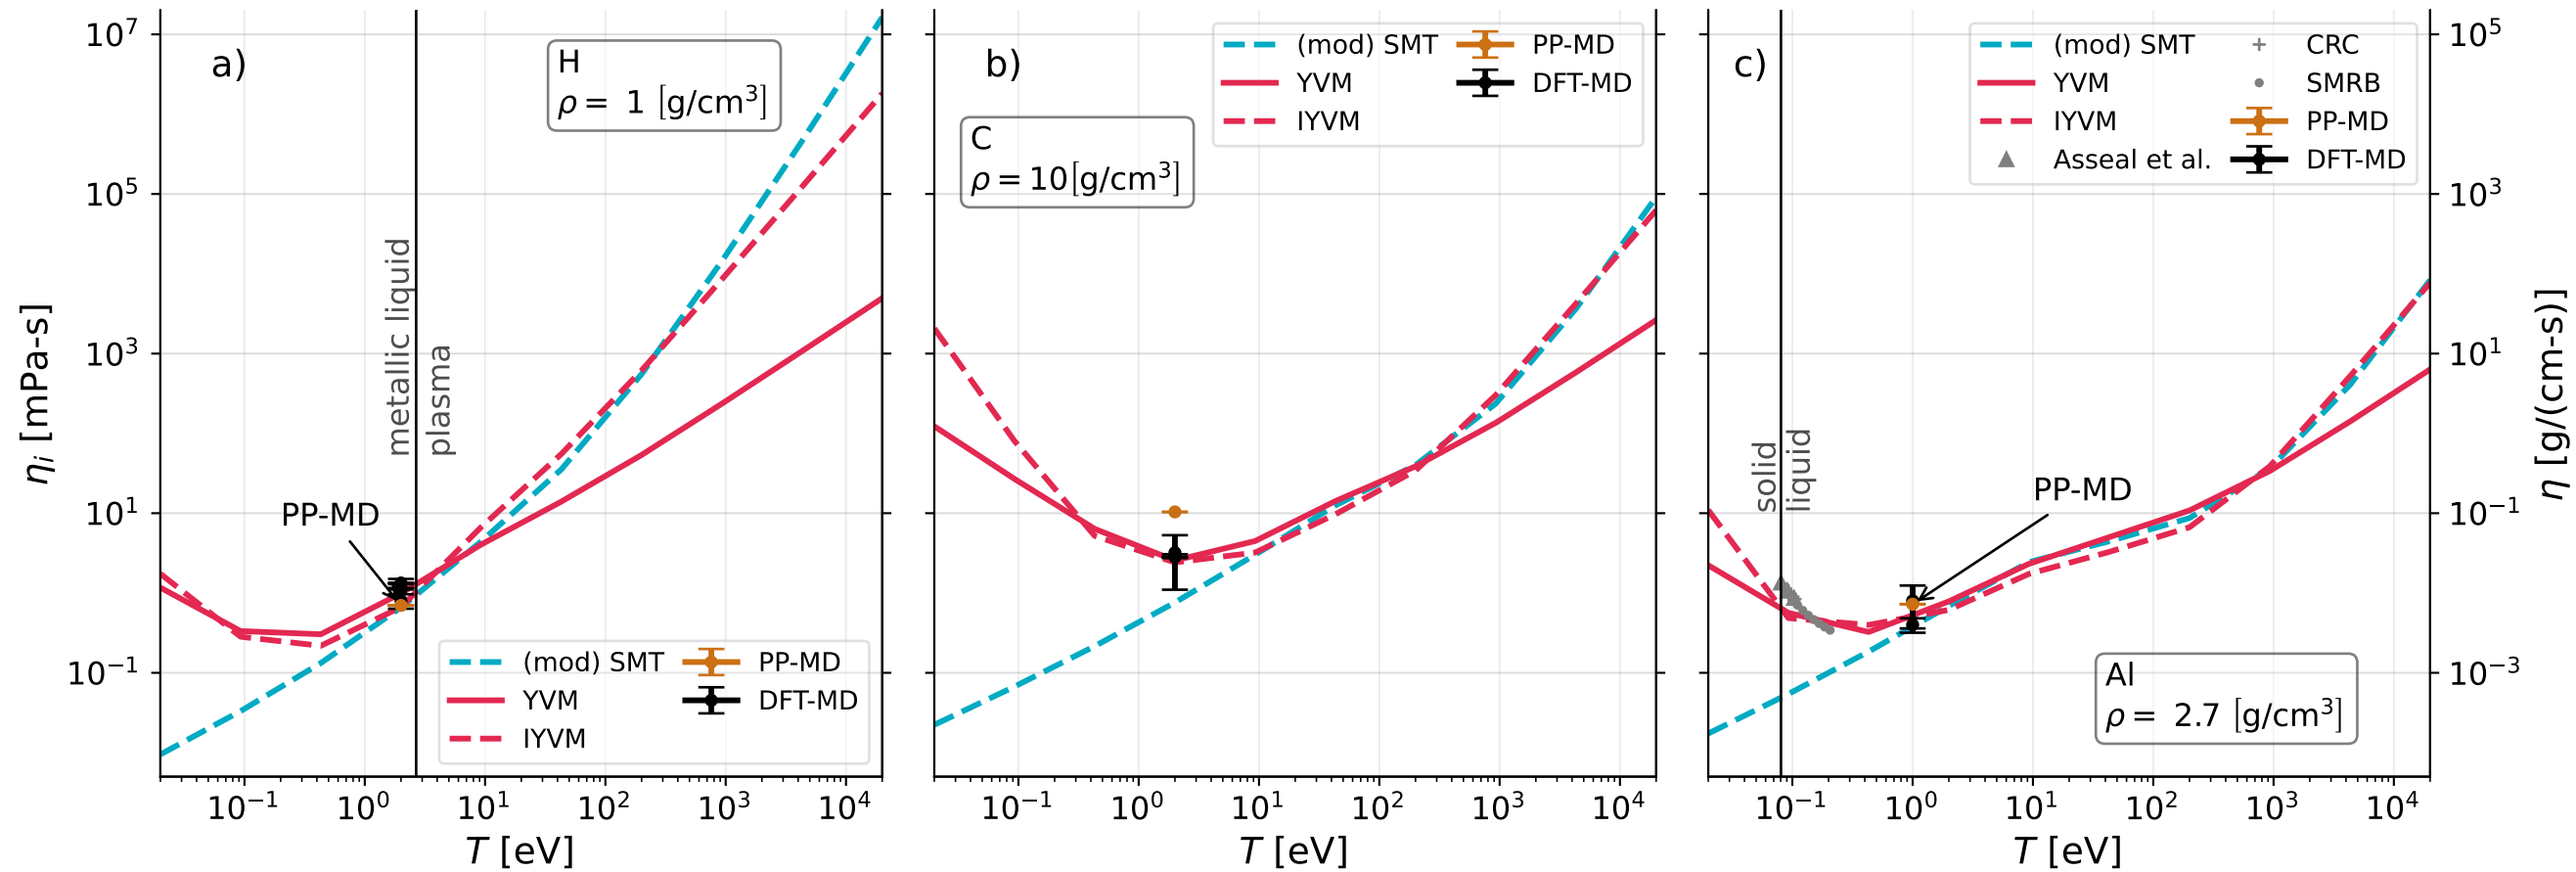 a)
H
ρ = 1 [g/cm³]
metallic liquid
plasma
PP-MD
(mod) SMT
YVM
IYVM
PP-MD
DFT-MD
10⁷
10⁵
10³
10¹
10⁻¹
ηᵢ [mPa-s]
10⁻¹ 10⁰ 10¹ 10² 10³ 10⁴
T [eV]
b)
C
ρ = 10[g/cm³]
(mod) SMT
YVM
IYVM
PP-MD
DFT-MD
10⁻¹ 10⁰ 10¹ 10² 10³ 10⁴
T [eV]
c)
(mod) SMT
YVM
IYVM
Asseal et al.
CRC
SMRB
PP-MD
DFT-MD
solid
liquid
PP-MD
Al
ρ = 2.7 [g/cm³]
10⁻¹ 10⁰ 10¹ 10² 10³ 10⁴
T [eV]
10⁵
10³
10¹
10⁻¹
10⁻³
η [g/(cm-s)]